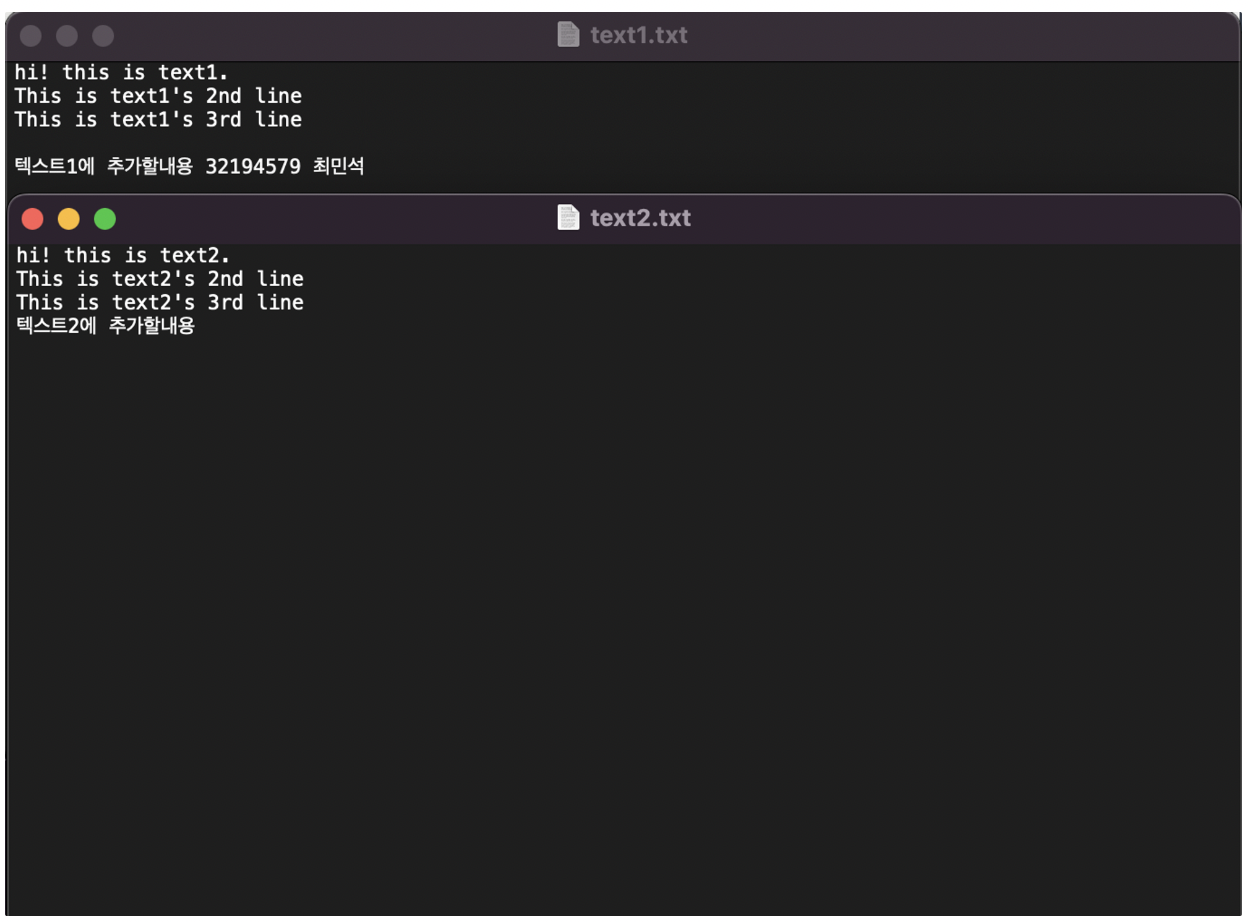 text1.txt
hi! this is text1.
This is text1's 2nd line
This is text1's 3rd line
텍스트1에 추가할내용 32194579 최민석
text2.txt
hi! this is text2.
This is text2's 2nd line
This is text2's 3rd line
텍스트2에 추가할내용